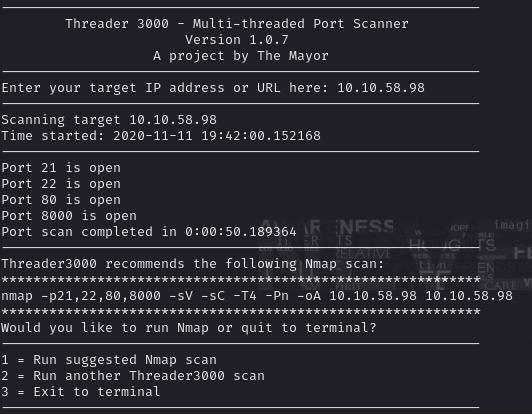 Threader 3000 - Multi-threaded Port Scanner
Version 1.0.7
A project by The Mayor
Enter your target IP address or URL here: 10.10.58.98
Scanning target 10.10.58.98
Time started: 2020-11-11 19:42:00.152168
Port 21 is open
Port 22 is open
Port 80 is open
Port 8000 is open
Port scan completed in 0:00:50.189364
Threader3000 recommends the following Nmap scan:
************************************************************
nmap -p21,22,80,8000 -sV -sC -T4 -Pn -oA 10.10.58.98 10.10.58.98
************************************************************
Would you like to run Nmap or quit to terminal?
1 = Run suggested Nmap scan
2 = Run another Threader3000 scan
3 = Exit to terminal